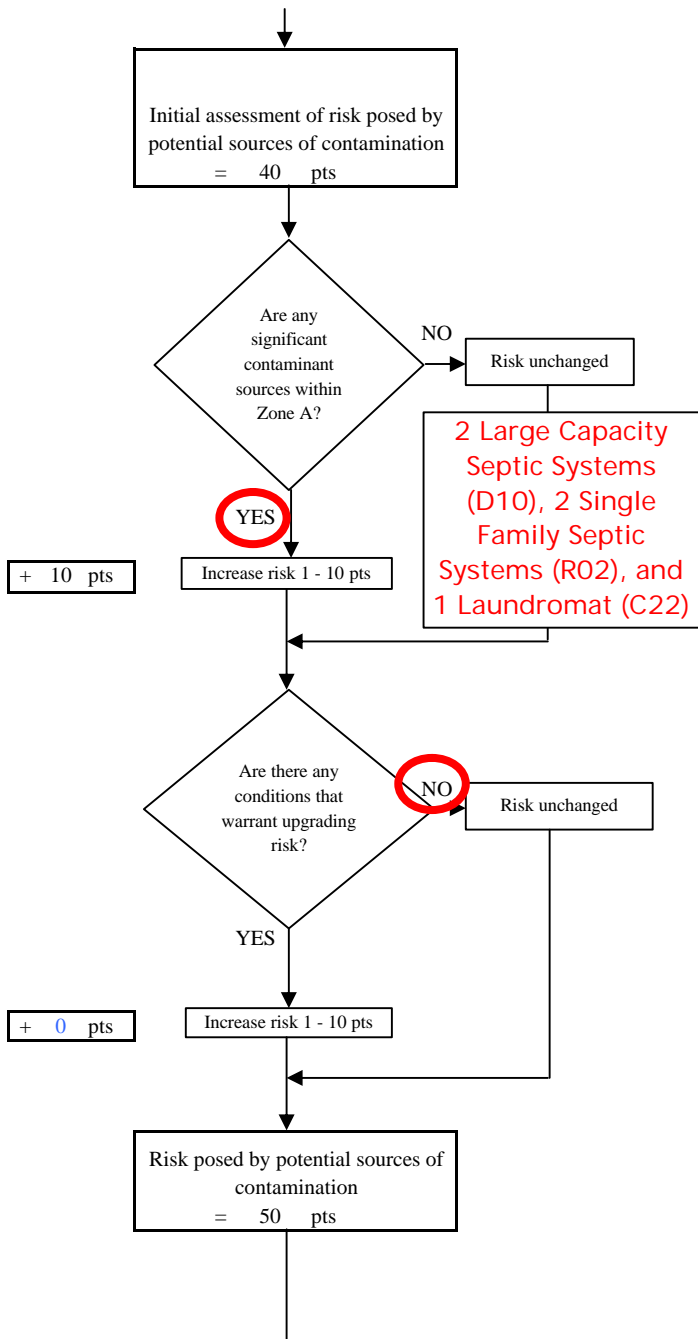 Initial assessment of risk posed by
potential sources of contamination
= 40 pts
Are any
significant
contaminant
sources within
Zone A?
NO
Risk unchanged
2 Large Capacity
Septic Systems
(D10), 2 Single
Family Septic
Systems (R02), and
1 Laundromat (C22)
YES
+ 10 pts
Increase risk 1 - 10 pts
Are there any
conditions that
warrant upgrading
risk?
NO
Risk unchanged
YES
+ 0 pts
Increase risk 1 - 10 pts
Risk posed by potential sources of
contamination
= 50 pts